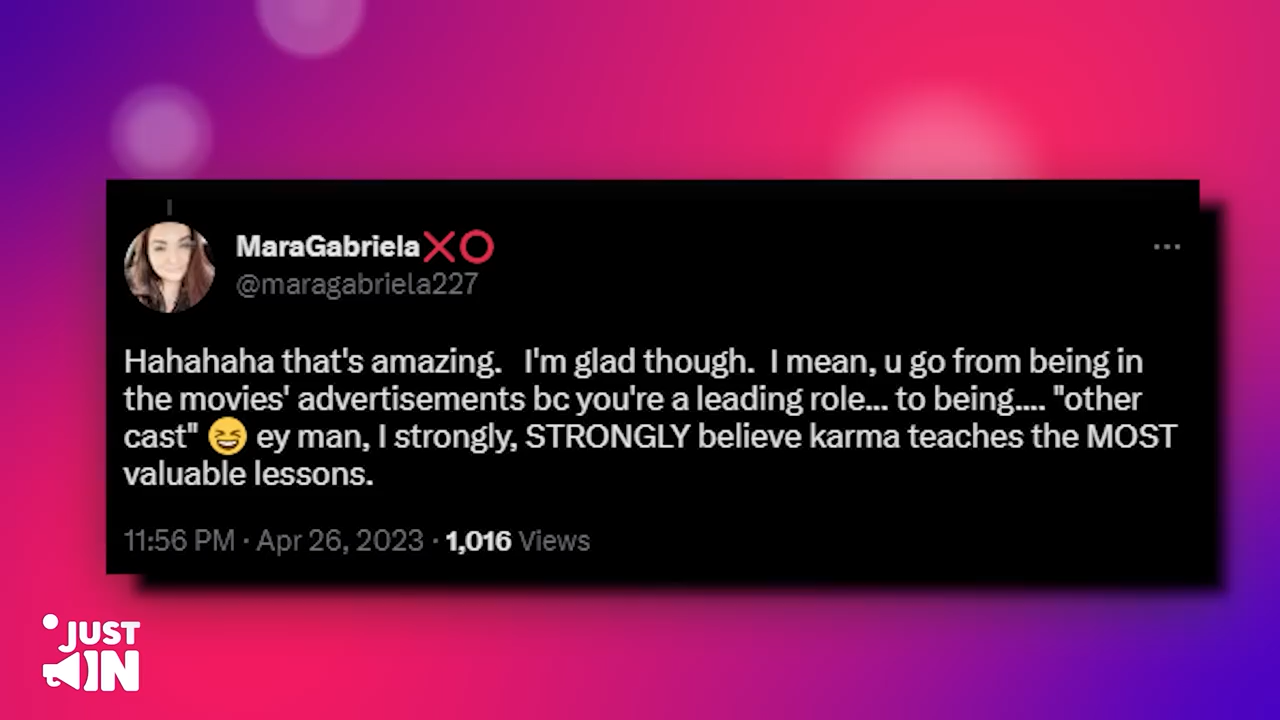 MaraGabriela❌⭕
@maragabriela227
Hahahaha that's amazing.   I'm glad though.  I mean, u go from being in
the movies' advertisements bc you're a leading role... to being.... "other
cast" 😆 ey man, I strongly, STRONGLY believe karma teaches the MOST
valuable lessons.
11:56 PM · Apr 26, 2023 · 1,016 Views
JUST
IN